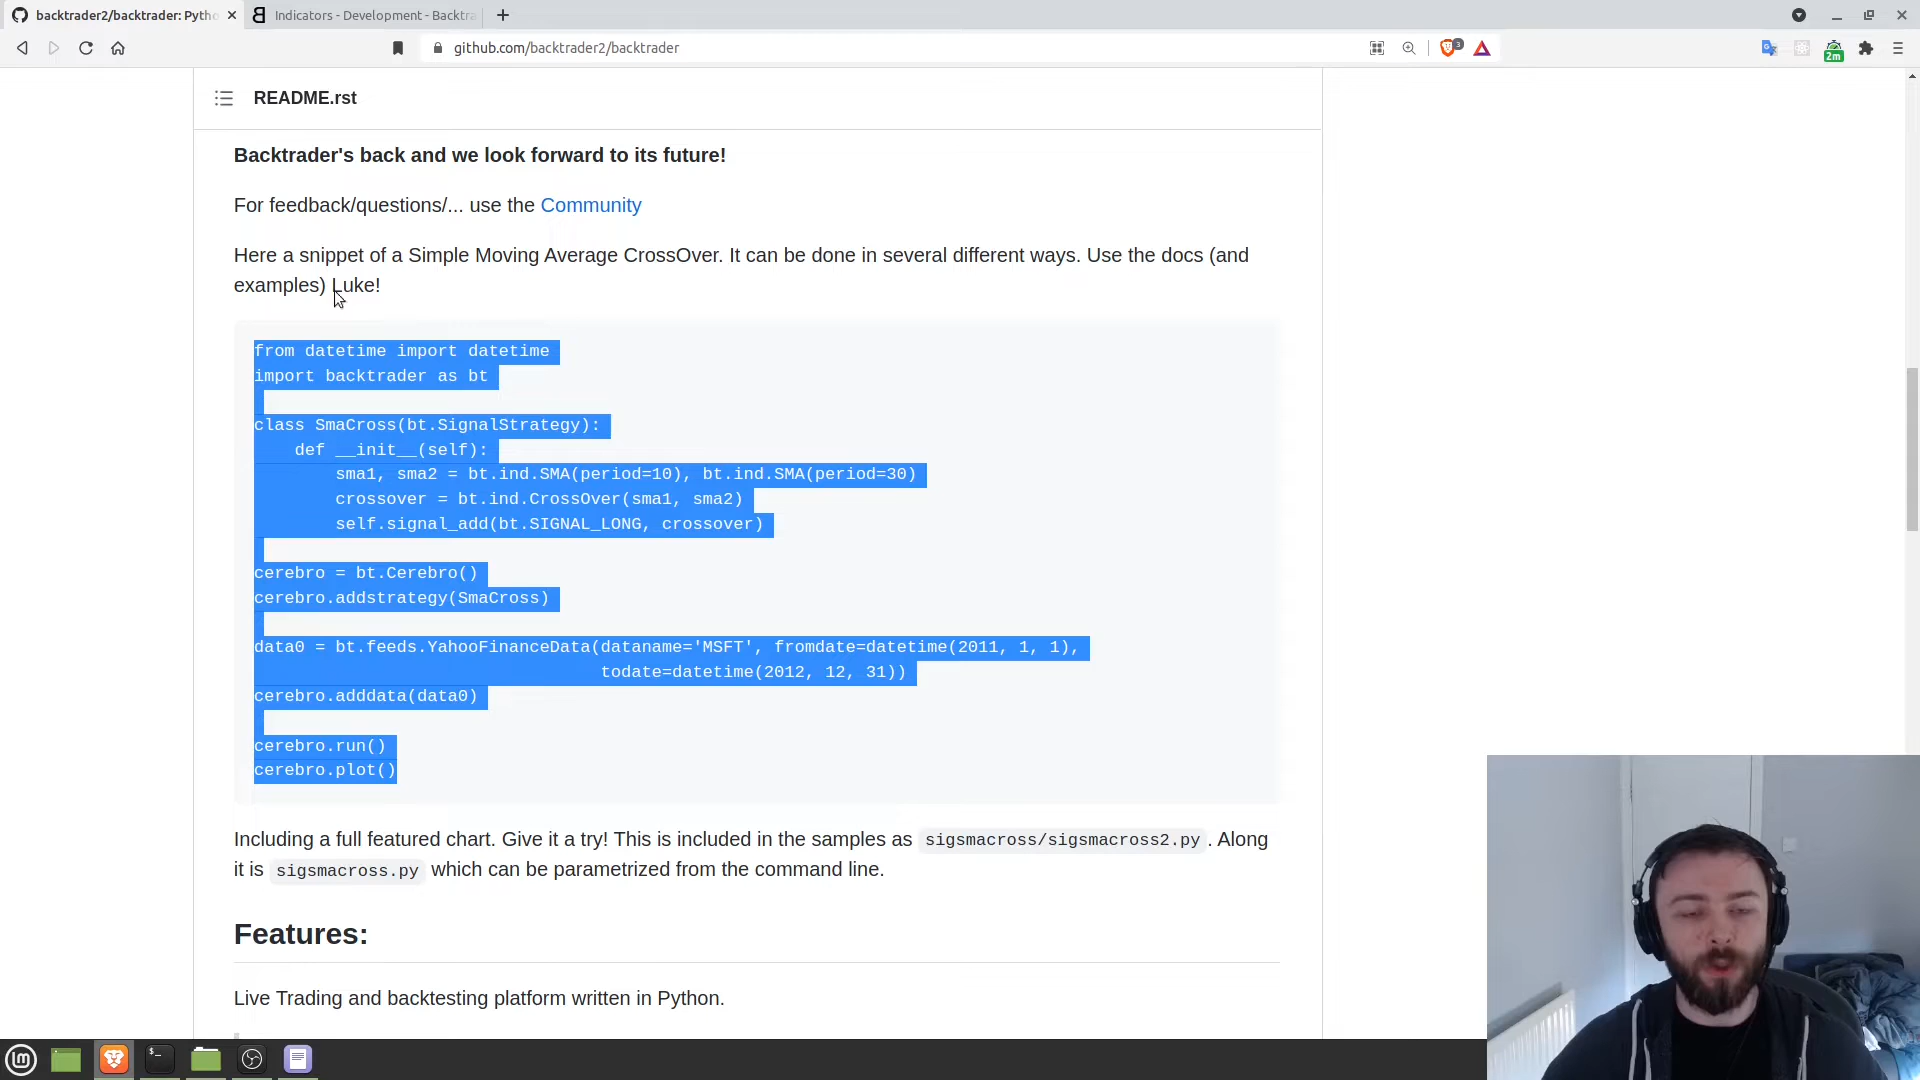 backtrader2/backtrader: Pytho
Indicators - Development - Backtra
github.com/backtrader2/backtrader
3
2m
README.rst
Backtrader's back and we look forward to its future!
For feedback/questions/... use the Community
Here a snippet of a Simple Moving Average CrossOver. It can be done in several different ways. Use the docs (and
examples) Luke!
from datetime import datetime
import backtrader as bt
class SmaCross(bt.SignalStrategy):
    def __init__(self):
        sma1, sma2 = bt.ind.SMA(period=10), bt.ind.SMA(period=30)
        crossover = bt.ind.CrossOver(sma1, sma2)
        self.signal_add(bt.SIGNAL_LONG, crossover)
cerebro = bt.Cerebro()
cerebro.addstrategy(SmaCross)
data0 = bt.feeds.YahooFinanceData(dataname='MSFT', fromdate=datetime(2011, 1, 1),
                                  todate=datetime(2012, 12, 31))
cerebro.adddata(data0)
cerebro.run()
cerebro.plot()
Including a full featured chart. Give it a try! This is included in the samples as sigsmacross/sigsmacross2.py. Along
it is sigsmacross.py which can be parametrized from the command line.
Features:
Live Trading and backtesting platform written in Python.